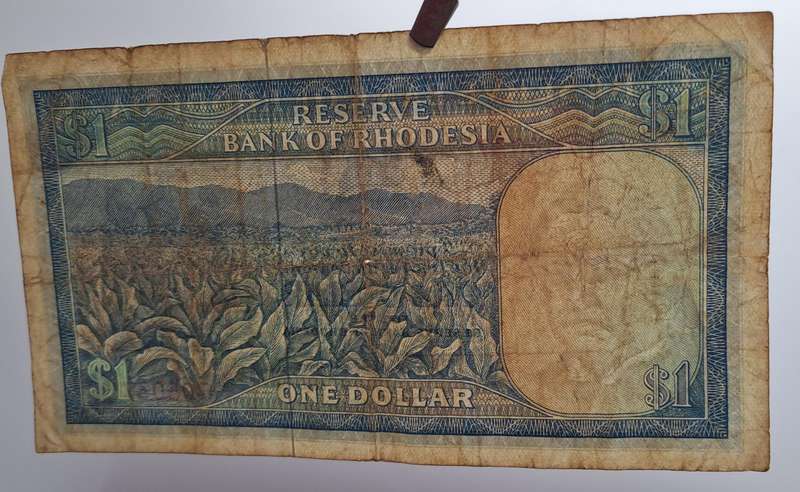 $1
RESERVE
$1
BANK OF RHODESIA
$1
ONE DOLLAR
$1